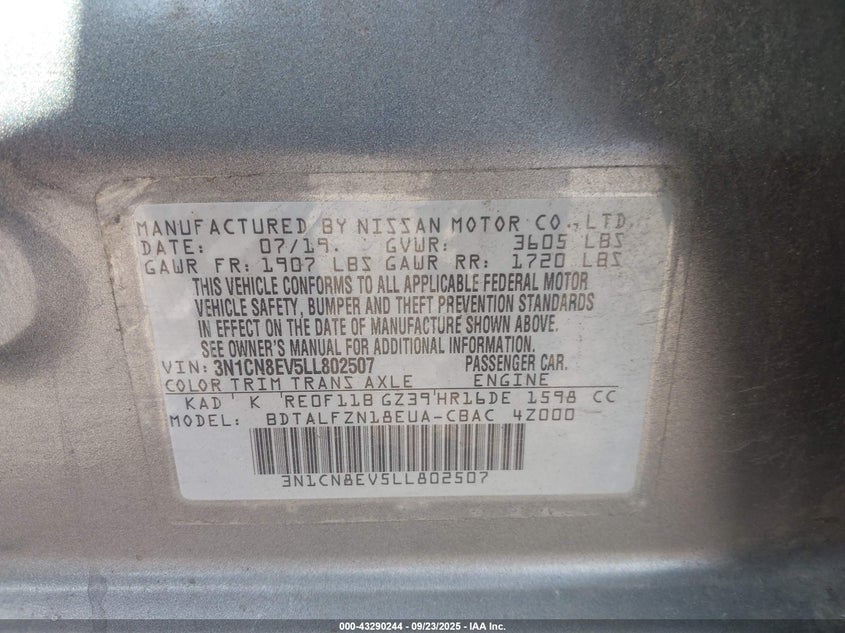 MANUFACTURED BY NISSAN MOTOR CO., LTD.
DATE: 07/19. GVWR: 3605 LBS
GAWR FR: 1907 LBS GAWR RR: 1720 LBS
THIS VEHICLE CONFORMS TO ALL APPLICABLE FEDERAL MOTOR
VEHICLE SAFETY, BUMPER AND THEFT PREVENTION STANDARDS
IN EFFECT ON THE DATE OF MANUFACTURE SHOWN ABOVE.
SEE OWNER'S MANUAL FOR ADDITIONAL INFORMATION.
VIN: 3N1CN8EV5LL802507 PASSENGER CAR.
COLOR TRIM TRANS AXLE ENGINE
KAD K RE0F11B GZ39 HR16DE 1598 CC
MODEL: BDTALFZN18EUA-CBAC 4Z000
3N1CN8EV5LL802507
000-43290244 - 09/23/2025 - IAA Inc.